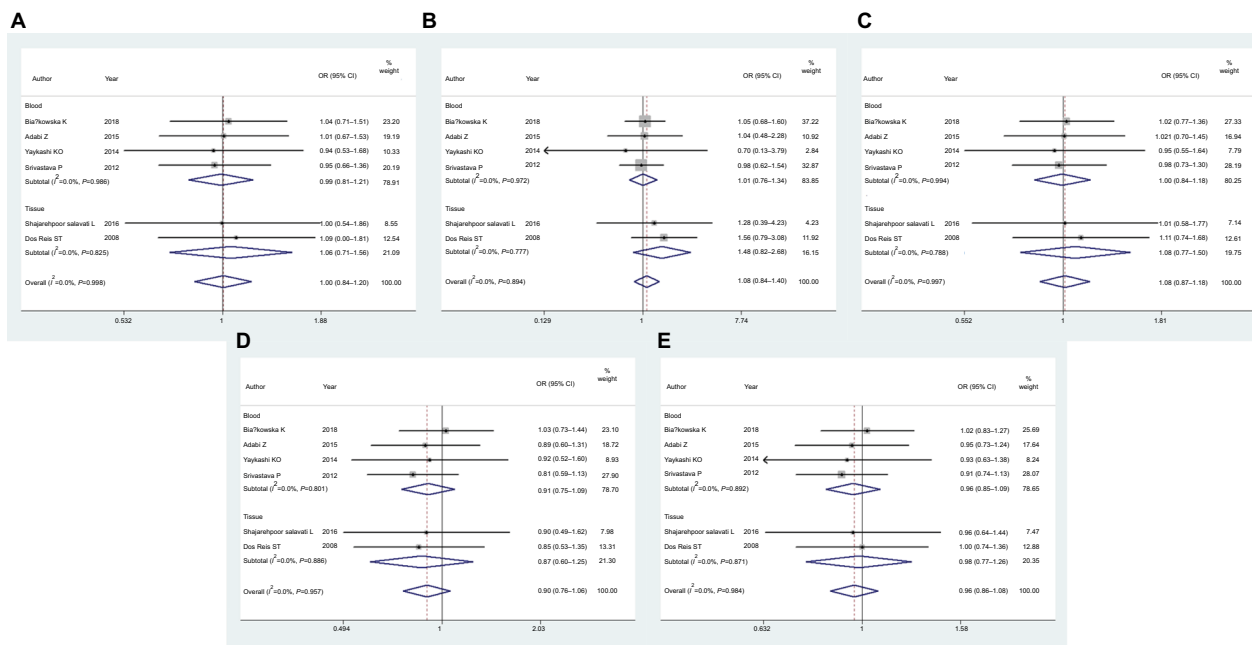 A
%
Author Year OR (95% CI) weight
Blood
Bia?kowska K 2018 1.04 (0.71–1.51) 23.20
Adabi Z 2015 1.01 (0.67–1.53) 19.19
Yaykashi KO 2014 0.94 (0.53–1.68) 10.33
Srivastava P 2012 0.95 (0.66–1.36) 20.19
Subtotal (I²=0.0%, P=0.986) 0.99 (0.81–1.21) 78.91
Tissue
Shajarehpoor salavati L 2016 1.00 (0.54–1.86) 8.55
Dos Reis ST 2008 1.09 (0.00–1.81) 12.54
Subtotal (I²=0.0%, P=0.825) 1.06 (0.71–1.56) 21.09
Overall (I²=0.0%, P=0.998) 1.00 (0.84–1.20) 100.00
0.532 1 1.88
B
%
Author Year OR (95% CI) weight
Blood
Bia?kowska K 2018 1.05 (0.68–1.60) 37.22
Adabi Z 2015 1.04 (0.48–2.28) 10.92
Yaykashi KO 2014 0.70 (0.13–3.79) 2.84
Srivastava P 2012 0.98 (0.62–1.54) 32.87
Subtotal (I²=0.0%, P=0.972) 1.01 (0.76–1.34) 83.85
Tissue
Shajarehpoor salavati L 2016 1.28 (0.39–4.23) 4.23
Dos Reis ST 2008 1.56 (0.79–3.08) 11.92
Subtotal (I²=0.0%, P=0.777) 1.48 (0.82–2.68) 16.15
Overall (I²=0.0%, P=0.894) 1.08 (0.84–1.40) 100.00
0.129 1 7.74
C
%
Author Year OR (95% CI) weight
Blood
Bia?kowska K 2018 1.02 (0.77–1.36) 27.33
Adabi Z 2015 1.021 (0.70–1.45) 16.94
Yaykashi KO 2014 0.95 (0.55–1.64) 7.79
Srivastava P 2012 0.98 (0.73–1.30) 28.19
Subtotal (I²=0.0%, P=0.994) 1.00 (0.84–1.18) 80.25
Tissue
Shajarehpoor salavati L 2016 1.01 (0.58–1.77) 7.14
Dos Reis ST 2008 1.11 (0.74–1.68) 12.61
Subtotal (I²=0.0%, P=0.788) 1.08 (0.77–1.50) 19.75
Overall (I²=0.0%, P=0.997) 1.08 (0.87–1.18) 100.00
0.552 1 1.81
D
%
Author Year OR (95% CI) weight
Blood
Bia?kowska K 2018 1.03 (0.73–1.44) 23.10
Adabi Z 2015 0.89 (0.60–1.31) 18.72
Yaykashi KO 2014 0.92 (0.52–1.60) 8.93
Srivastava P 2012 0.81 (0.59–1.13) 27.90
Subtotal (I²=0.0%, P=0.801) 0.91 (0.75–1.09) 78.70
Tissue
Shajarehpoor salavati L 2016 0.90 (0.49–1.62) 7.98
Dos Reis ST 2008 0.85 (0.53–1.35) 13.31
Subtotal (I²=0.0%, P=0.886) 0.87 (0.60–1.25) 21.30
Overall (I²=0.0%, P=0.957) 0.90 (0.76–1.06) 100.00
0.494 1 2.03
E
%
Author Year OR (95% CI) weight
Blood
Bia?kowska K 2018 1.02 (0.83–1.27) 25.69
Adabi Z 2015 0.95 (0.73–1.24) 17.64
Yaykashi KO 2014 0.93 (0.63–1.38) 8.24
Srivastava P 2012 0.91 (0.74–1.13) 28.07
Subtotal (I²=0.0%, P=0.892) 0.96 (0.85–1.09) 78.65
Tissue
Shajarehpoor salavati L 2016 0.96 (0.64–1.44) 7.47
Dos Reis ST 2008 1.00 (0.74–1.36) 12.88
Subtotal (I²=0.0%, P=0.871) 0.98 (0.77–1.26) 20.35
Overall (I²=0.0%, P=0.984) 0.96 (0.86–1.08) 100.00
0.632 1 1.58